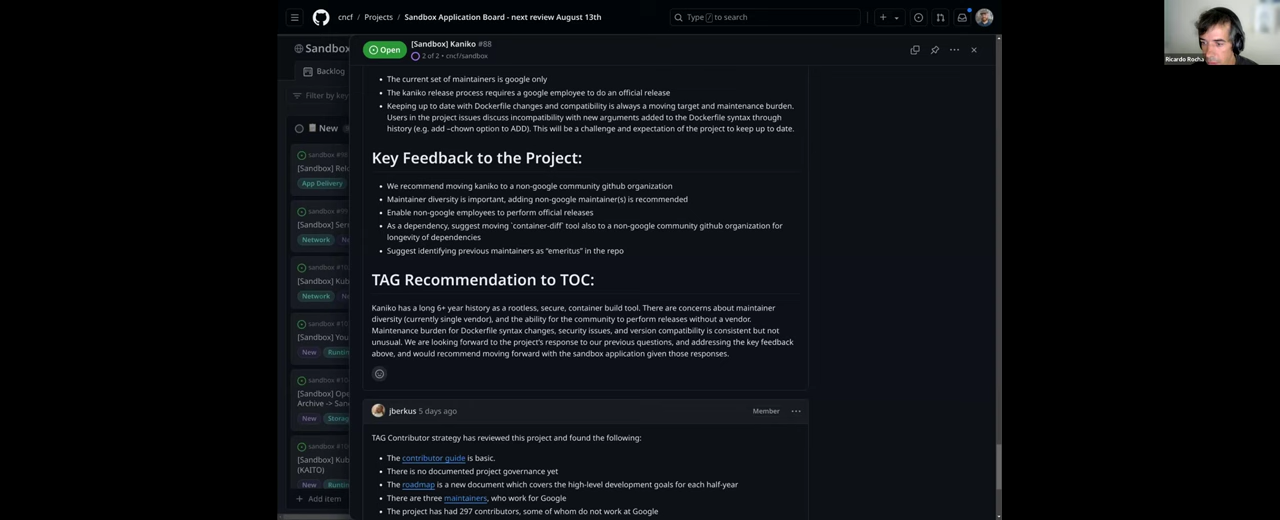 cncf / Projects / Sandbox Application Board - next review August 13th
Type / to search
Sandbox
Backlog
Filter by key
New
sandbox #98
[Sandbox] Relo
App Delivery
[Sandbox] Serv
Network
[Sandbox] Kub
Network
[Sandbox] You
New Runtin
[Sandbox] Ope
Archive -> San
New Storag
[Sandbox] Kub
(KAITO)
New Runtin
Add item
Open
[Sandbox] Kaniko #88
2 of 2 • cncf/sandbox
The current set of maintainers is google only
The kaniko release process requires a google employee to do an official release
Keeping up to date with Dockerfile changes and compatibility is always a moving target and maintenance burden.
Users in the project issues discuss incompatibility with new arguments added to the Dockerfile syntax through
history (e.g. add –chown option to ADD). This will be a challenge and expectation of the project to keep up to date.
Key Feedback to the Project:
We recommend moving kaniko to a non-google community github organization
Maintainer diversity is important, adding non-google maintainer(s) is recommended
Enable non-google employees to perform official releases
As a dependency, suggest moving `container-diff` tool also to a non-google community github organization for
longevity of dependencies
Suggest identifying previous maintainers as “emeritus” in the repo
TAG Recommendation to TOC:
Kaniko has a long 6+ year history as a rootless, secure, container build tool. There are concerns about maintainer
diversity (currently single vendor), and the ability for the community to perform releases without a vendor.
Maintenance burden for Dockerfile syntax changes, security issues, and version compatibility is consistent but not
unusual. We are looking forward to the project’s response to our previous questions, and addressing the key feedback
above, and would recommend moving forward with the sandbox application given those responses.
jberkus 5 days ago
Member
TAG Contributor strategy has reviewed this project and found the following:
The contributor guide is basic.
There is no documented project governance yet
The roadmap is a new document which covers the high-level development goals for each half-year
There are three maintainers, who work for Google
The project has had 297 contributors, some of whom do not work at Google
Ricardo Rocha